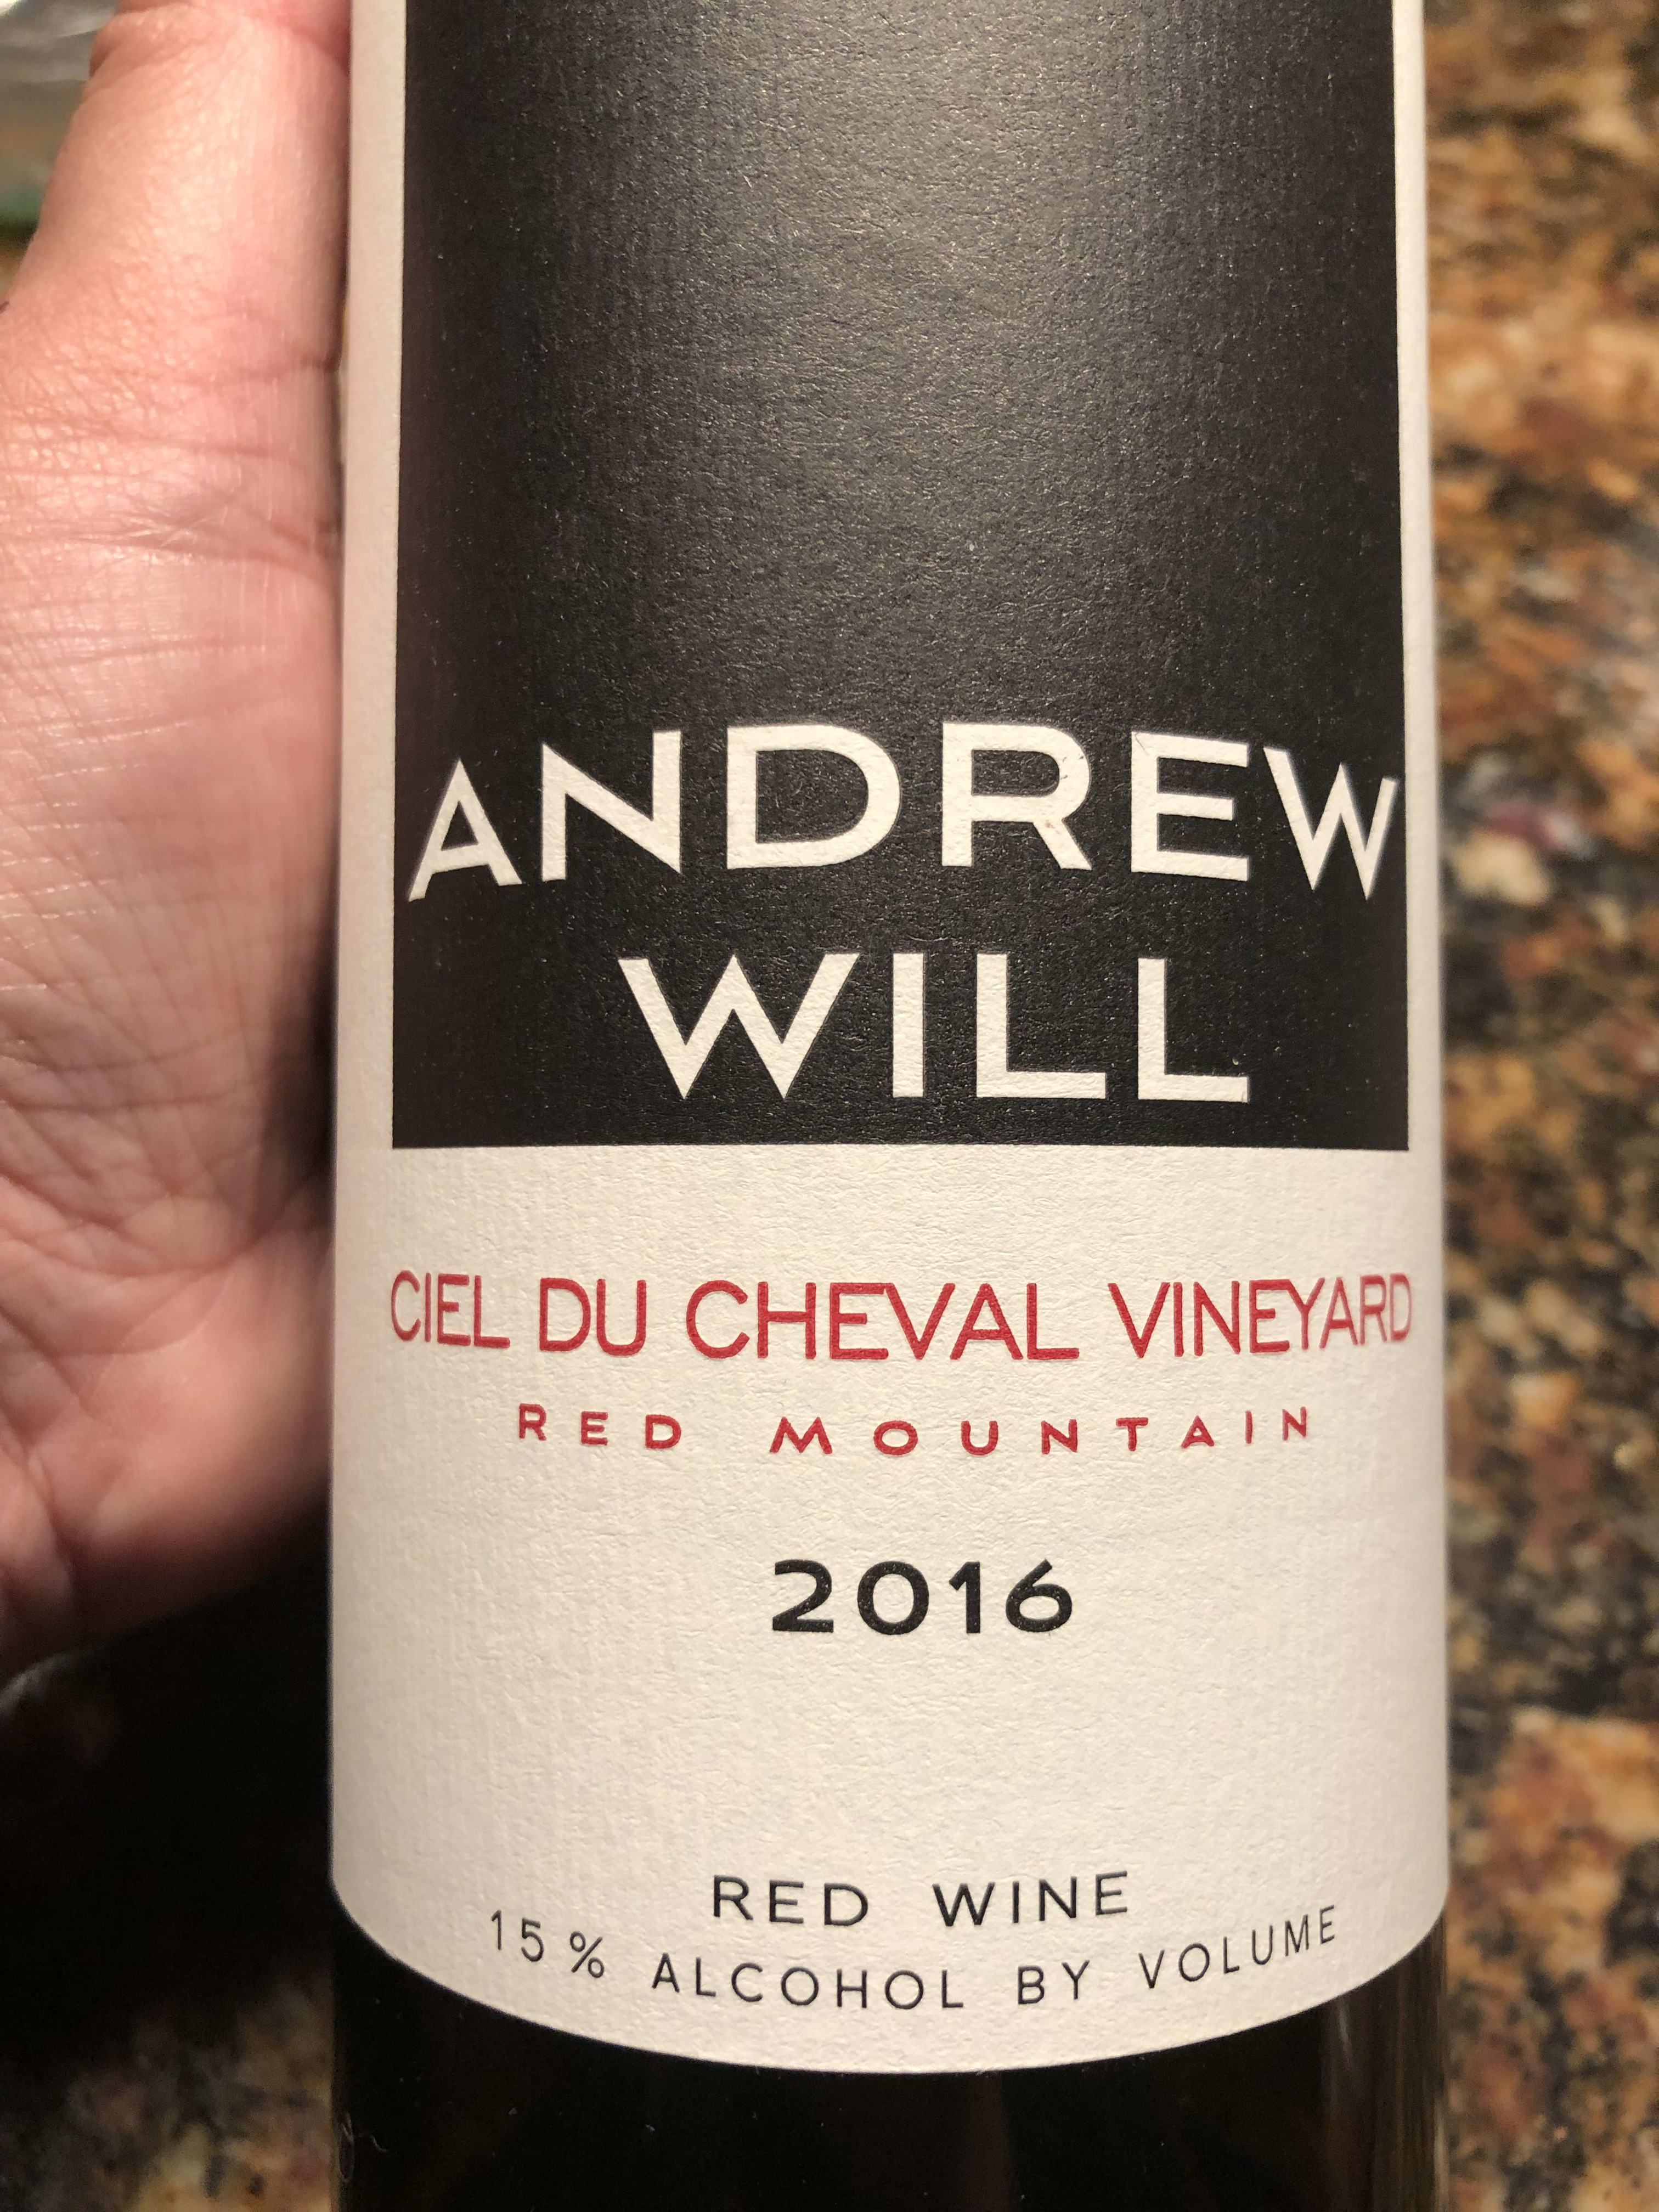 ANDREW
WILL
CIEL DU CHEVAL VINEYARD
RED MOUNTAIN
2016
RED WINE
15% ALCOHOL BY VOLUME